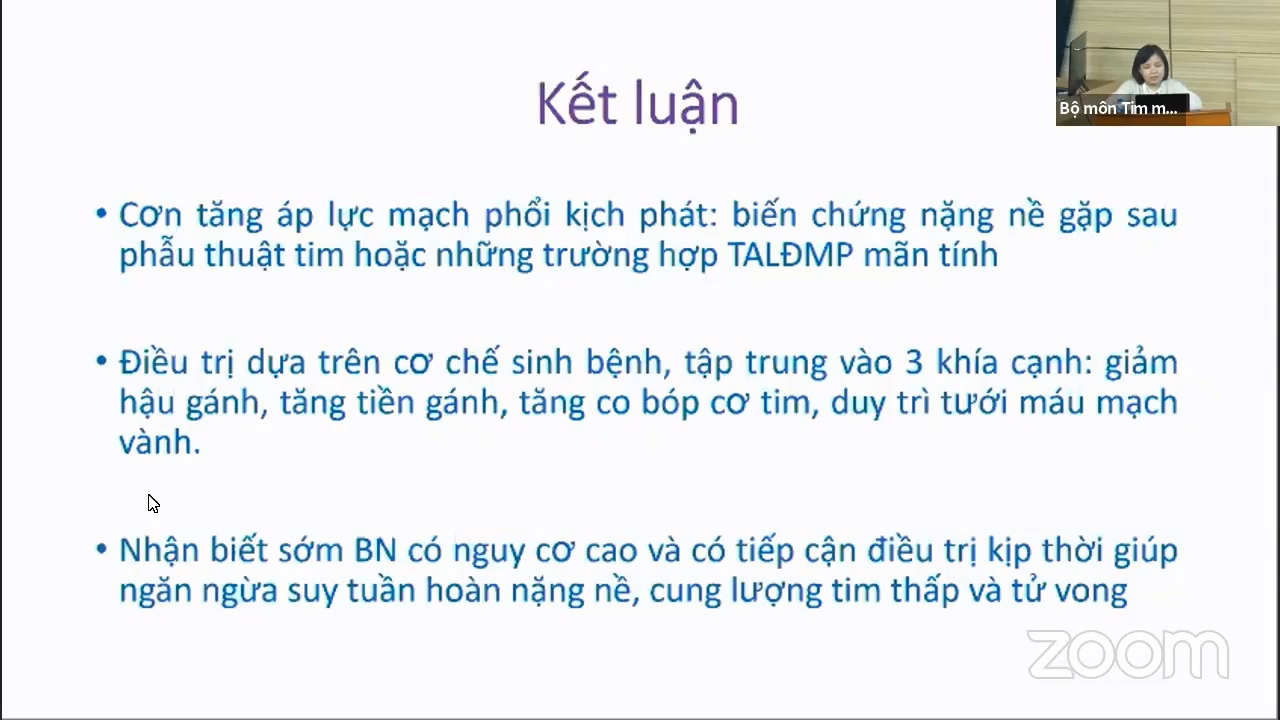 Kết luận
Bộ môn Tim m...
• Cơn tăng áp lực mạch phổi kịch phát: biến chứng nặng nề gặp sau
phẫu thuật tim hoặc những trường hợp TALĐMP mãn tính
• Điều trị dựa trên cơ chế sinh bệnh, tập trung vào 3 khía cạnh: giảm
hậu gánh, tăng tiền gánh, tăng co bóp cơ tim, duy trì tưới máu mạch
vành.
• Nhận biết sớm BN có nguy cơ cao và có tiếp cận điều trị kịp thời giúp
ngăn ngừa suy tuần hoàn nặng nề, cung lượng tim thấp và tử vong
zoom